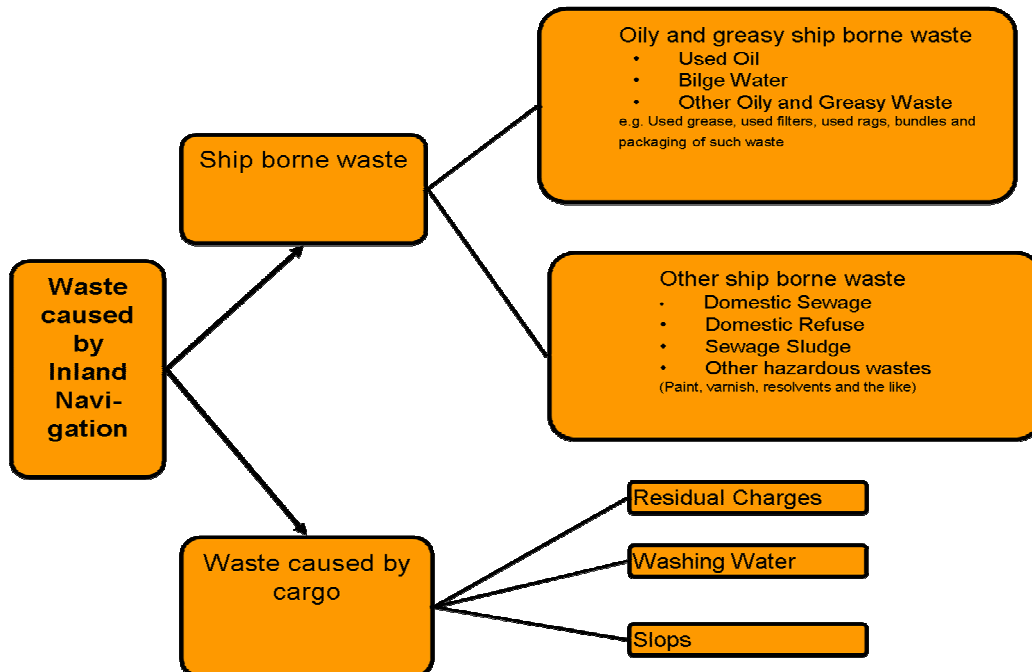 Waste
caused
by
Inland
Navi-
gation
Ship borne waste
Oily and greasy ship borne waste
• Used Oil
• Bilge Water
• Other Oily and Greasy Waste
e.g. Used grease, used filters, used rags, bundles and
packaging of such waste
Other ship borne waste
• Domestic Sewage
• Domestic Refuse
• Sewage Sludge
• Other hazardous wastes
(Paint, varnish, resolvents and the like)
Waste caused by
cargo
Residual Charges
Washing Water
Slops